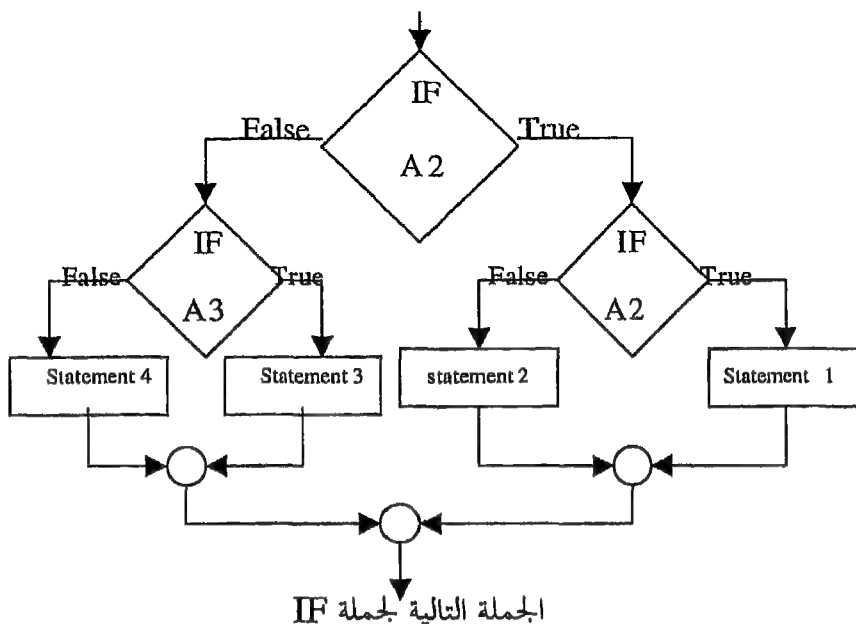 IF
False
True
A2
IF
IF
False
True
False
True
A3
A2
Statement 4
Statement 3
statement 2
Statement 1
الجملة التالية لجملة IF